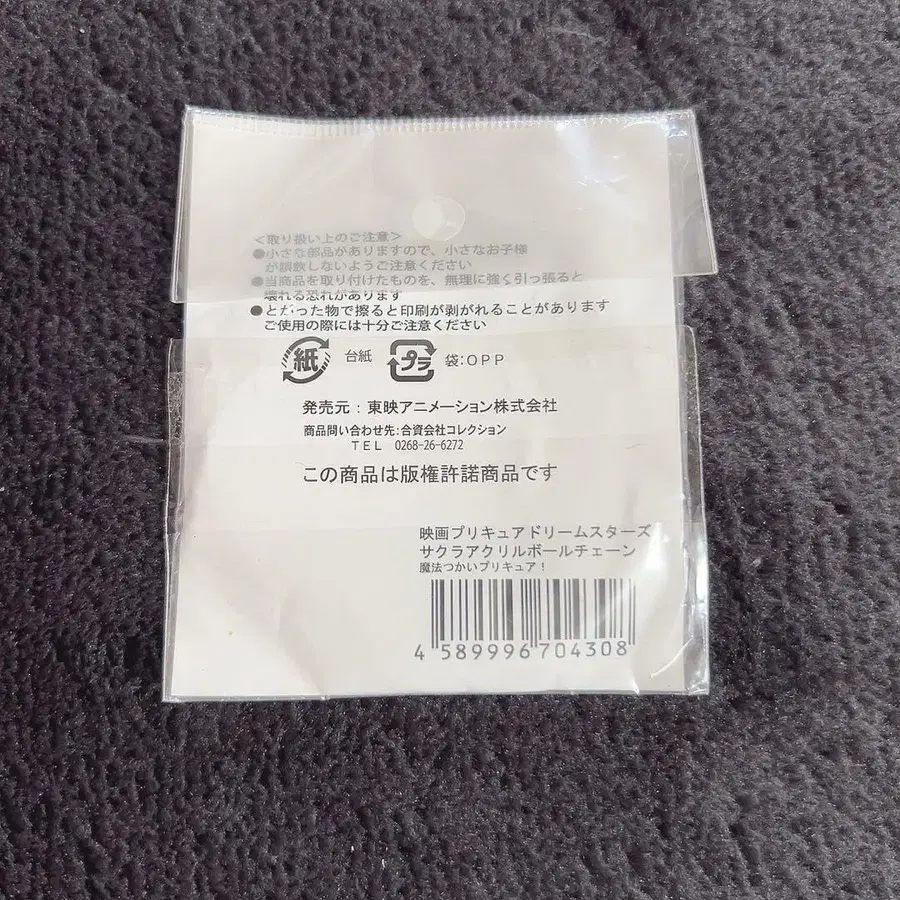 ＜取り扱い上のご注意＞
●小さな部品がありますので、小さなお子様
が誤飲しないようご注意ください
●当商品を取り付けたものを、無理に強く引っ張ると
壊れる恐れがあります
●とがった物で擦ると印刷が剥がれることがあります
ご使用の際には十分ご注意ください
紙 台紙 プラ 袋:OPP
発売元：東映アニメーション株式会社
商品問い合わせ先:合資会社コレクション
TEL 0268-26-6272
この商品は版権許諾商品です
映画プリキュアドリームスターズ
サクラアクリルボールチェーン
魔法つかいプリキュア！
4 589996 704308